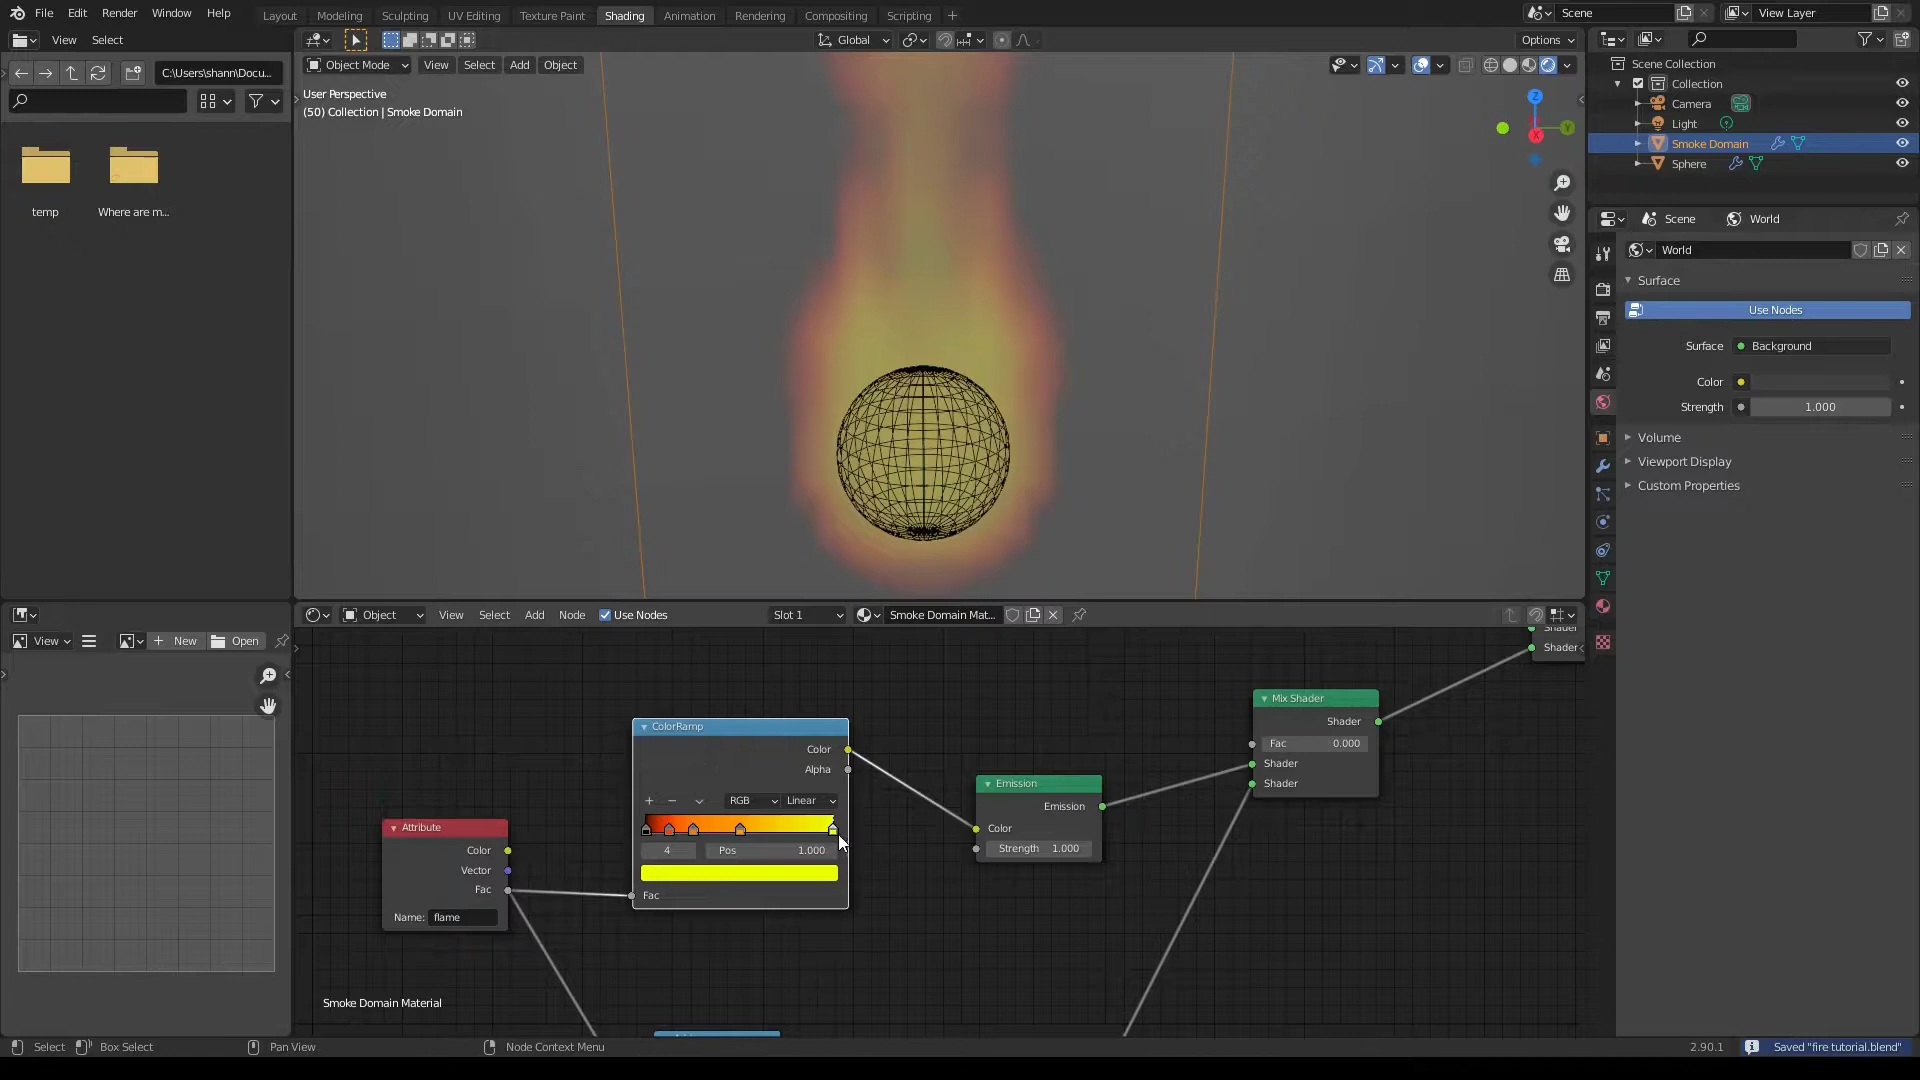 File Edit Render Window Help
Layout Modeling Sculpting UV Editing Texture Paint Shading Animation Rendering Compositing Scripting +
Scene
View Layer
View Select
C:\Users\shann\Docu...
temp
Where are m...
Global
Options
Object Mode View Select Add Object
User Perspective
(50) Collection | Smoke Domain
Z
Y
X
Scene Collection
Collection
Camera
Light
Smoke Domain
Sphere
Scene World
World
Surface
Use Nodes
Surface Background
Color
Strength 1.000
Volume
Viewport Display
Custom Properties
View New Open
Object View Select Add Node Use Nodes Slot 1 Smoke Domain Mat...
Shader
Shader
Mix Shader
Shader
Fac 0.000
Shader
Shader
ColorRamp
Color
Alpha
RGB Linear
4 Pos 1.000
Fac
Emission
Emission
Color
Strength 1.000
Attribute
Color
Vector
Fac
Name: flame
Smoke Domain Material
Select Box Select Pan View Node Context Menu
2.90.1 Saved "fire tutorial.blend"